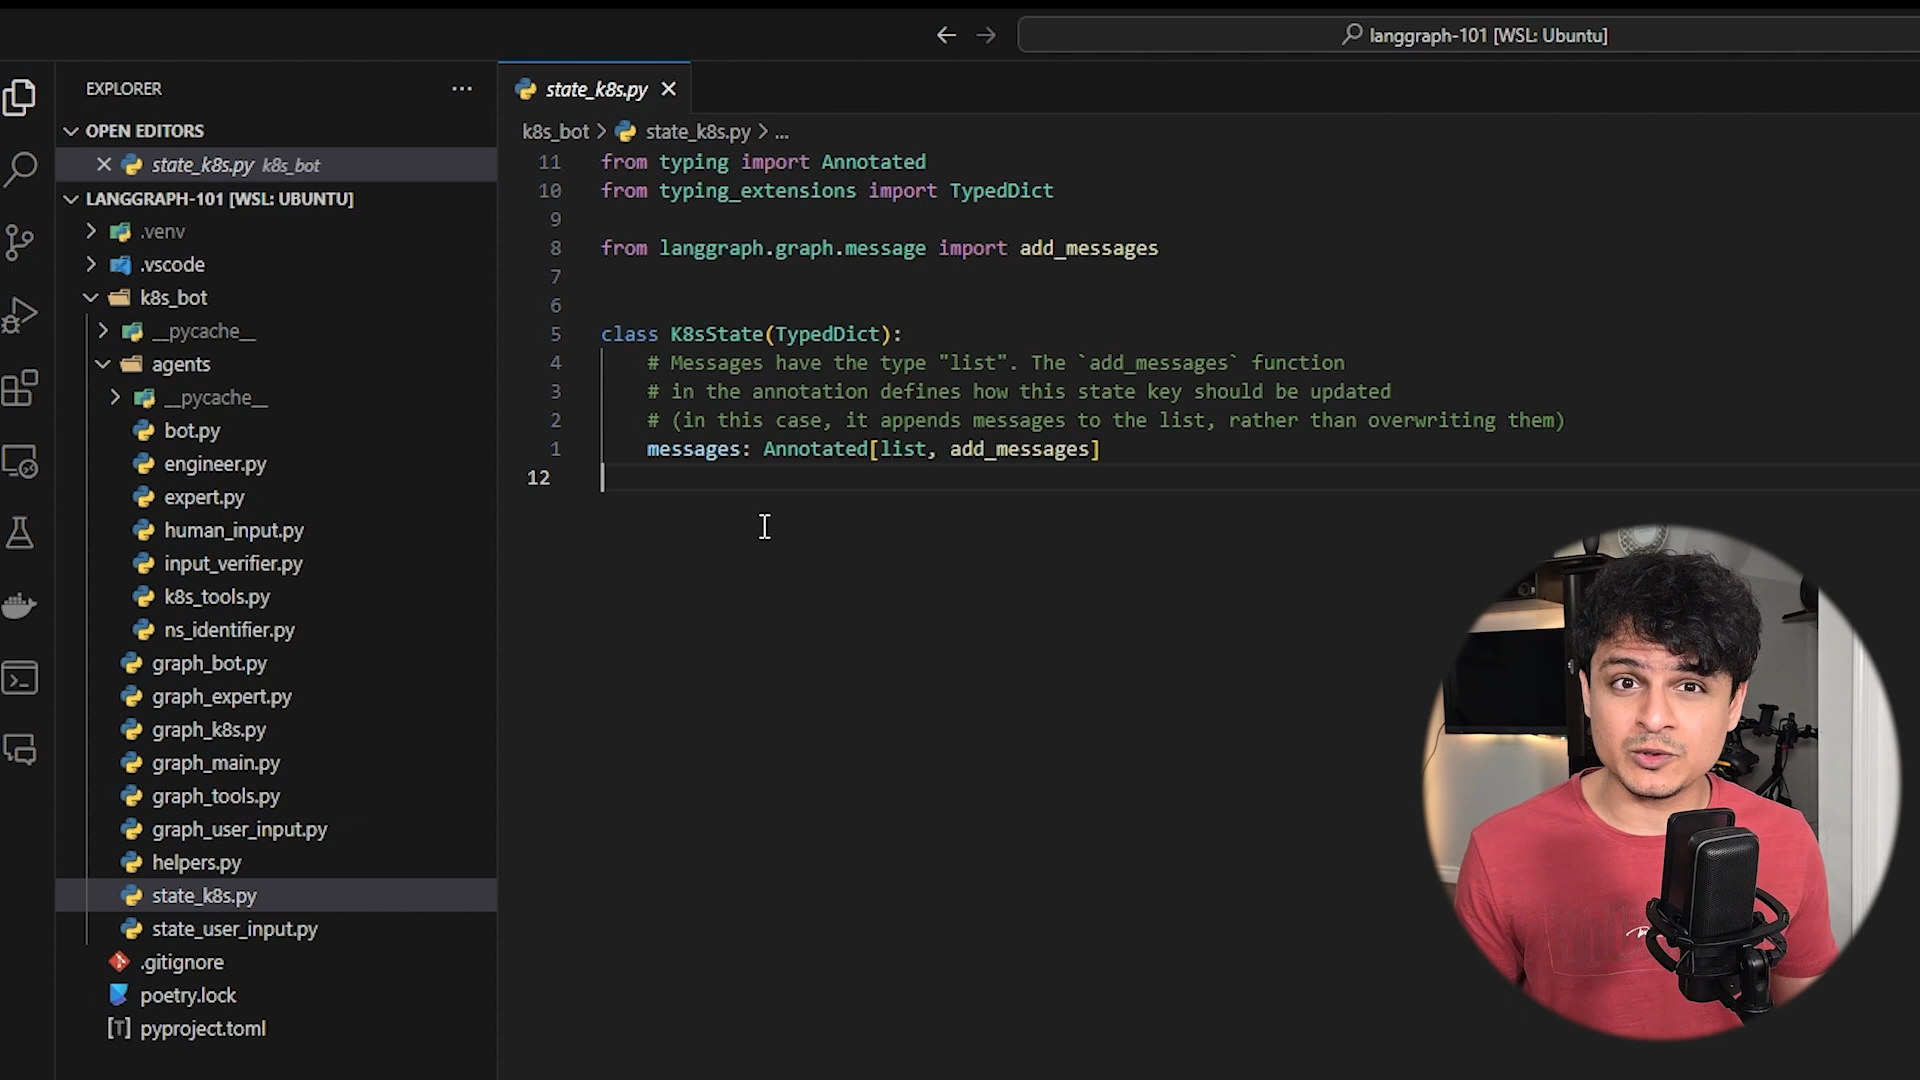 langgraph-101 [WSL: Ubuntu]
EXPLORER
state_k8s.py
OPEN EDITORS
state_k8s.py k8s_bot
LANGGRAPH-101 [WSL: UBUNTU]
.venv
.vscode
k8s_bot
__pycache__
agents
__pycache__
bot.py
engineer.py
expert.py
human_input.py
input_verifier.py
k8s_tools.py
ns_identifier.py
graph_bot.py
graph_expert.py
graph_k8s.py
graph_main.py
graph_tools.py
graph_user_input.py
helpers.py
state_k8s.py
state_user_input.py
.gitignore
poetry.lock
pyproject.toml
k8s_bot > state_k8s.py > ...
11 from typing import Annotated
10 from typing_extensions import TypedDict
9
8 from langgraph.graph.message import add_messages
7
6
5 class K8sState(TypedDict):
4 # Messages have the type "list". The `add_messages` function
3 # in the annotation defines how this state key should be updated
2 # (in this case, it appends messages to the list, rather than overwriting them)
1 messages: Annotated[list, add_messages]
12